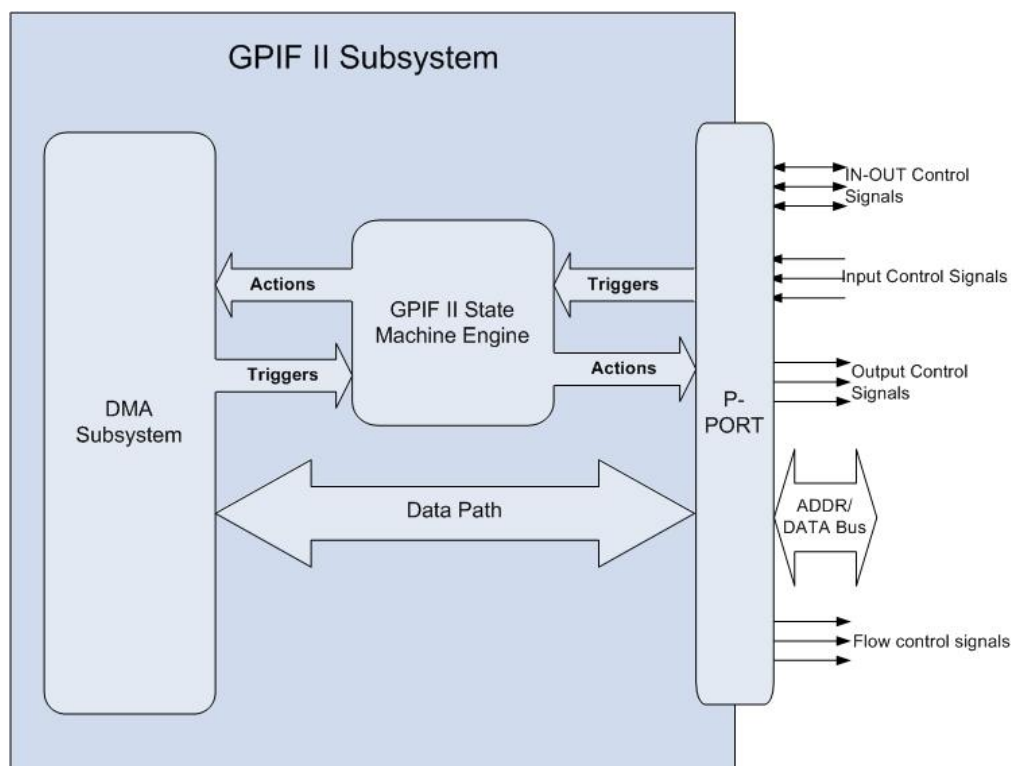 GPIF II Subsystem
IN-OUT Control
Signals
Actions
Triggers
Input Control Signals
GPIF II State
Machine Engine
Triggers
Actions
Output Control
Signals
DMA
Subsystem
P-
PORT
Data Path
ADDR/
DATA Bus
Flow control signals